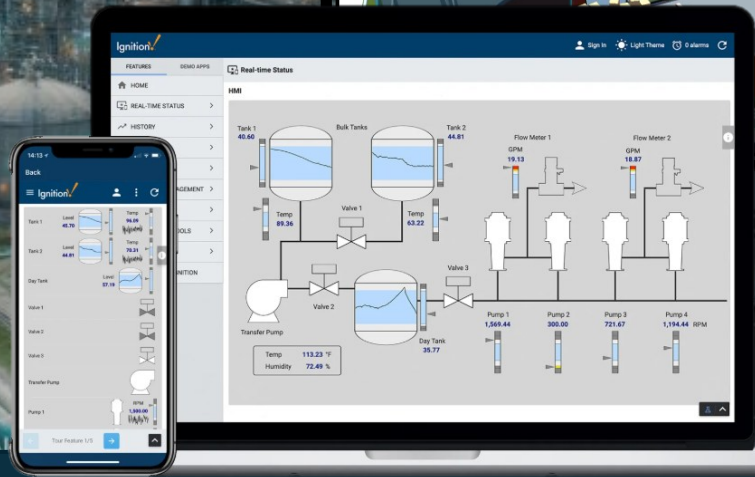 Ignition!
Sign In
Light Theme
0 alarms
FEATURES
DEMO APPS
Real-time Status
HOME
REAL-TIME STATUS
HISTORY
HMI
Tank 1
40.60
Bulk Tanks
Tank 2
44.81
Flow Meter 1
GPM
19.13
Flow Meter 2
GPM
18.87
Temp
89.36
Valve 1
Temp
63.22
Valve 3
Valve 2
Transfer Pump
Day Tank
35.77
Temp 113.23 °F
Humidity 72.49 %
Pump 1
1,569.44
Pump 2
300.00
Pump 3
721.67
Pump 4
1,194.44 RPM
14:13
Back
Ignition!
Tank 1
Level
Temp
Tank 2
Level
44.81
Temp
Day Tank
Level
Valve 1
Valve 2
Valve 3
Transfer Pump
Pump 1
RPM
Tour Feature 1/5